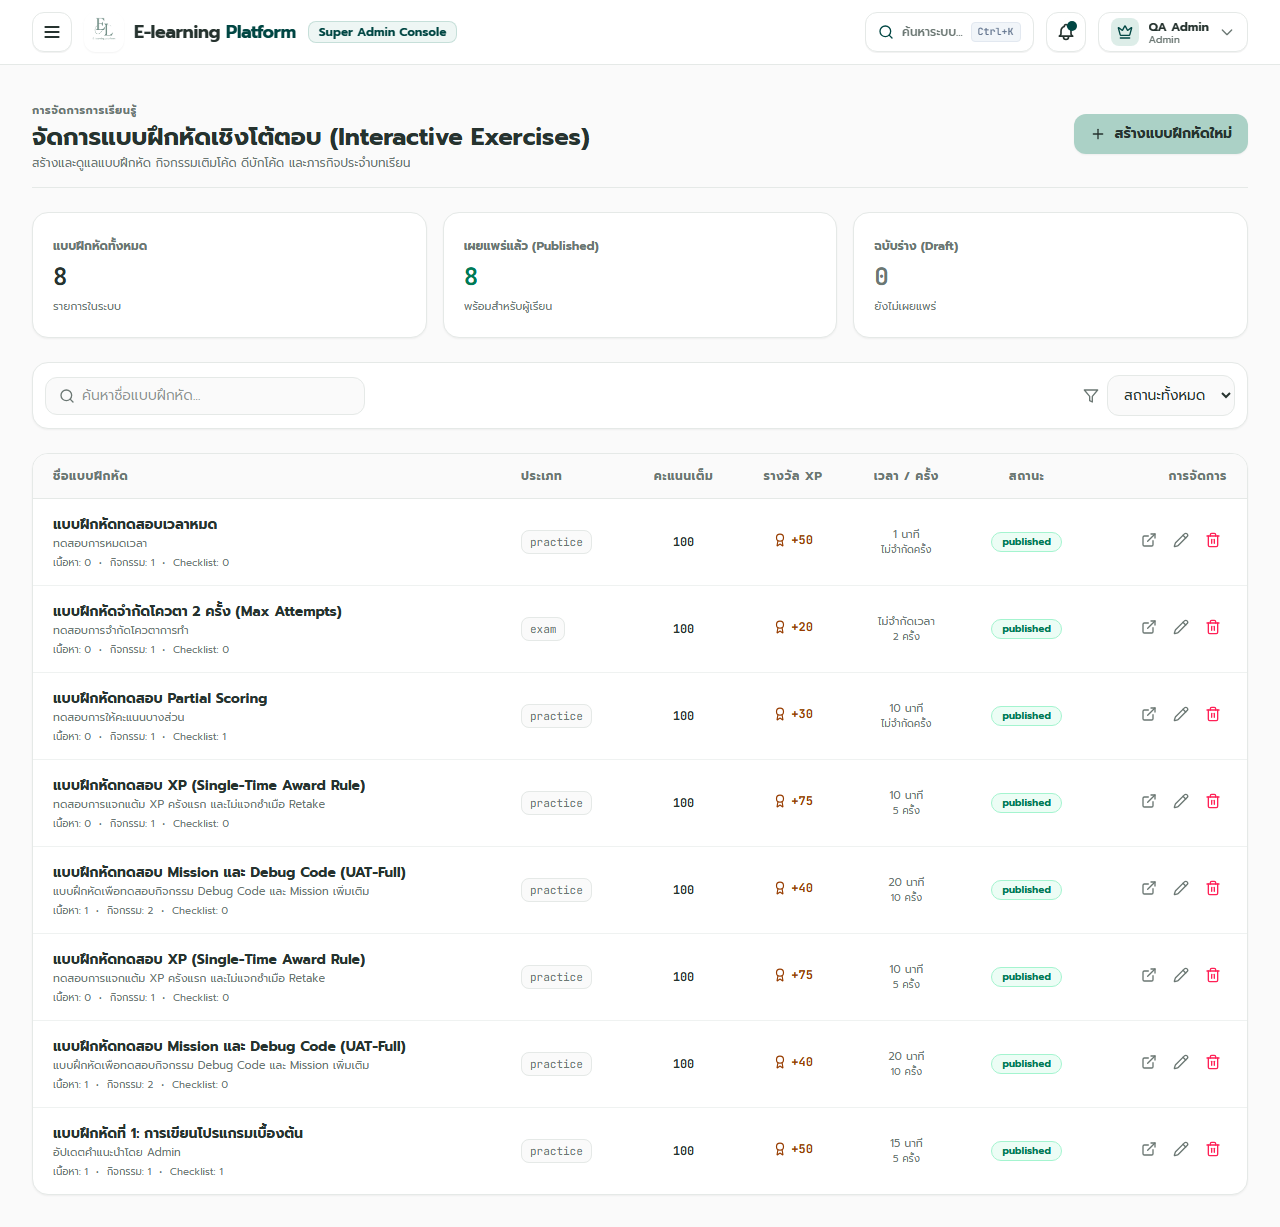 E-learning Platform
Super Admin Console
ค้นหาระบบ...
Ctrl+K
QA Admin
Admin
การจัดการการเรียนรู้
จัดการแบบฝึกหัดเชิงโต้ตอบ (Interactive Exercises)
สร้างและดูแลแบบฝึกหัด กิจกรรมเติมโค้ด ดีบักโค้ด และภารกิจประจำบทเรียน
สร้างแบบฝึกหัดใหม่
แบบฝึกหัดทั้งหมด
8
รายการในระบบ
เผยแพร่แล้ว (Published)
8
พร้อมสำหรับผู้เรียน
ฉบับร่าง (Draft)
0
ยังไม่เผยแพร่
ค้นหาชื่อแบบฝึกหัด...
สถานะทั้งหมด
ชื่อแบบฝึกหัด ประเภท คะแนนเต็ม รางวัล XP เวลา / ครั้ง สถานะ การจัดการ
แบบฝึกหัดทดสอบเวลาหมด
ทดสอบการหมดเวลา
เนื้อหา: 0 • กิจกรรม: 1 • Checklist: 0
practice
100
+50
1 นาที
ไม่จำกัดครั้ง
published
แบบฝึกหัดจำกัดโควตา 2 ครั้ง (Max Attempts)
ทดสอบการจำกัดโควตาการทำ
เนื้อหา: 0 • กิจกรรม: 1 • Checklist: 0
exam
100
+20
ไม่จำกัดเวลา
2 ครั้ง
published
แบบฝึกหัดทดสอบ Partial Scoring
ทดสอบการให้คะแนนบางส่วน
เนื้อหา: 0 • กิจกรรม: 1 • Checklist: 1
practice
100
+30
10 นาที
ไม่จำกัดครั้ง
published
แบบฝึกหัดทดสอบ XP (Single-Time Award Rule)
ทดสอบการแจกแต้ม XP ครั้งแรก และไม่แจกซ้ำเมื่อ Retake
เนื้อหา: 0 • กิจกรรม: 1 • Checklist: 0
practice
100
+75
10 นาที
5 ครั้ง
published
แบบฝึกหัดทดสอบ Mission และ Debug Code (UAT-Full)
แบบฝึกหัดเพื่อทดสอบกิจกรรม Debug Code และ Mission เพิ่มเติม
เนื้อหา: 1 • กิจกรรม: 2 • Checklist: 0
practice
100
+40
20 นาที
10 ครั้ง
published
แบบฝึกหัดทดสอบ XP (Single-Time Award Rule)
ทดสอบการแจกแต้ม XP ครั้งแรก และไม่แจกซ้ำเมื่อ Retake
เนื้อหา: 0 • กิจกรรม: 1 • Checklist: 0
practice
100
+75
10 นาที
5 ครั้ง
published
แบบฝึกหัดทดสอบ Mission และ Debug Code (UAT-Full)
แบบฝึกหัดเพื่อทดสอบกิจกรรม Debug Code และ Mission เพิ่มเติม
เนื้อหา: 1 • กิจกรรม: 2 • Checklist: 0
practice
100
+40
20 นาที
10 ครั้ง
published
แบบฝึกหัดที่ 1: การเขียนโปรแกรมเบื้องต้น
อัปเดตคำแนะนำโดย Admin
เนื้อหา: 1 • กิจกรรม: 1 • Checklist: 1
practice
100
+50
15 นาที
5 ครั้ง
published